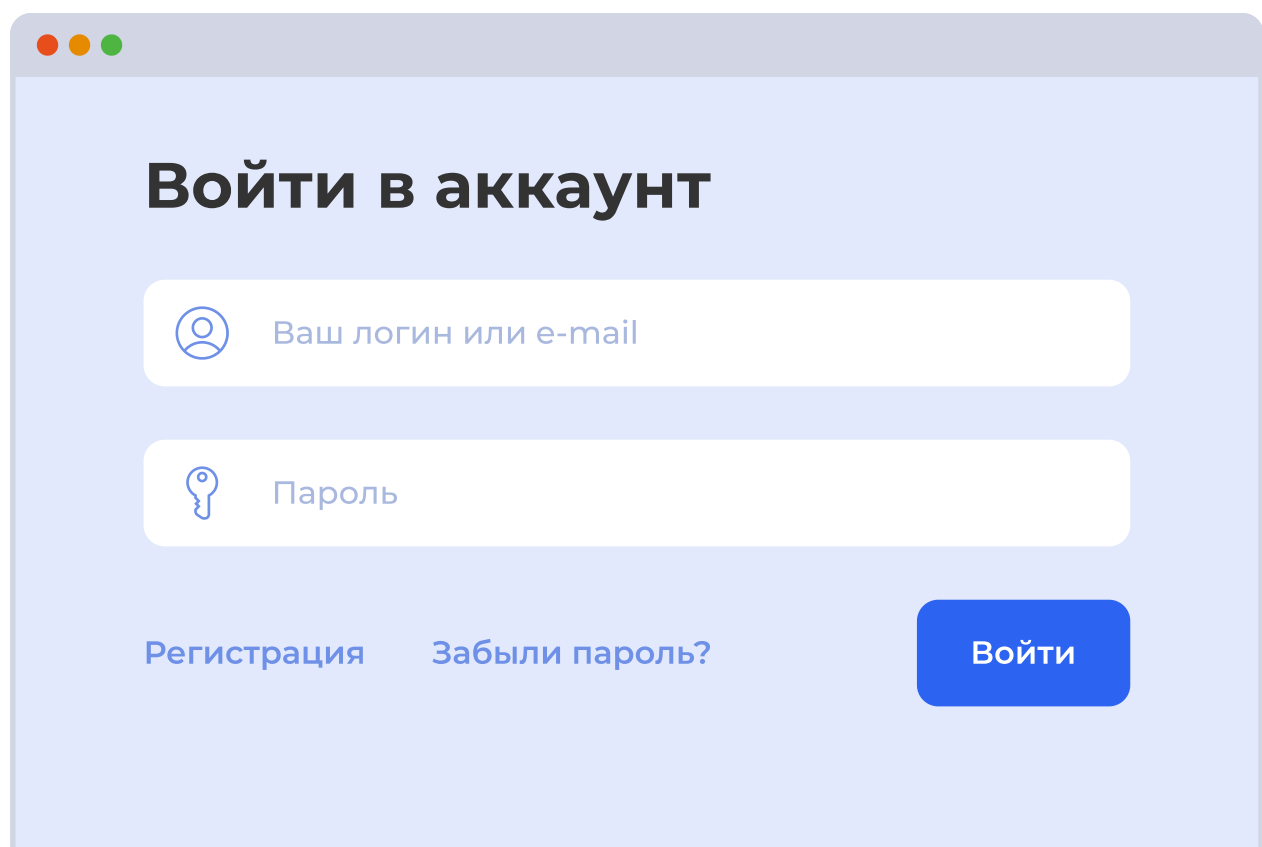 Войти в аккаунт
Ваш логин или e-mail
Пароль
Регистрация Забыли пароль? Войти